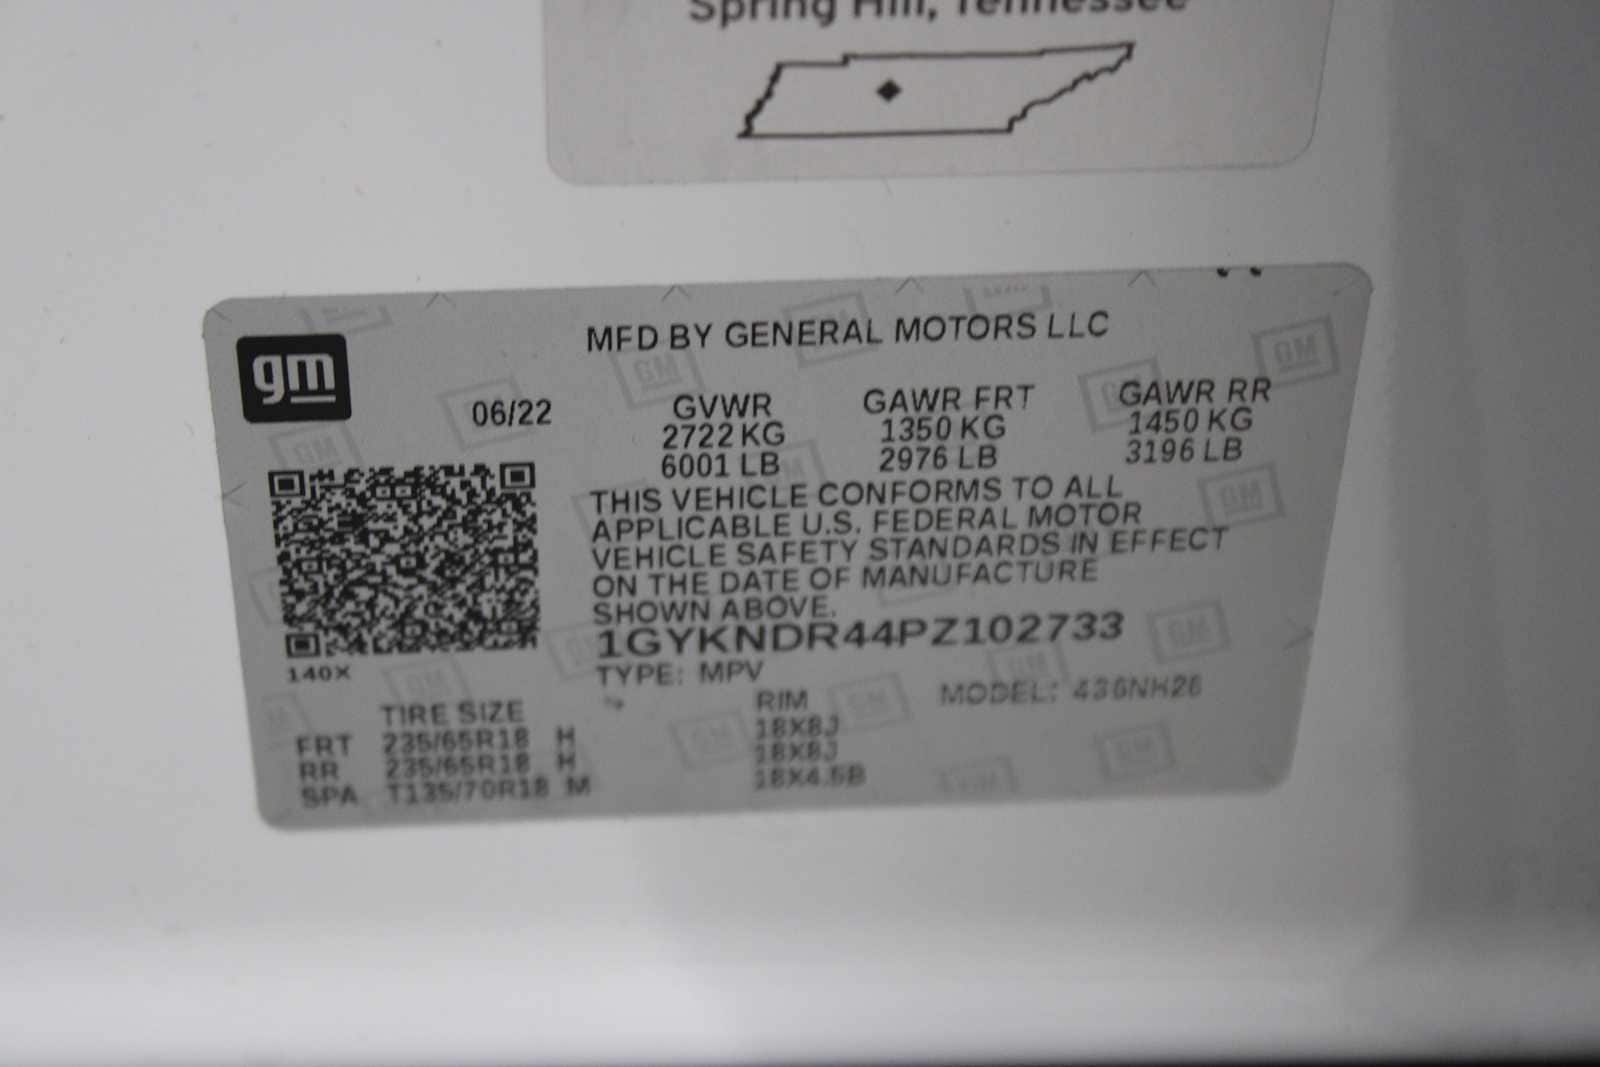 Spring Hill, Tennessee
gm
MFD BY GENERAL MOTORS LLC
06/22
GVWR GAWR FRT GAWR RR
2722 KG 1350 KG 1450 KG
6001 LB 2976 LB 3196 LB
THIS VEHICLE CONFORMS TO ALL
APPLICABLE U.S. FEDERAL MOTOR
VEHICLE SAFETY STANDARDS IN EFFECT
ON THE DATE OF MANUFACTURE
SHOWN ABOVE.
1GYKNDR44PZ102733
140X
TYPE: MPV
TIRE SIZE RIM MODEL: 436NH26
FRT 235/65R18 H 18X8J
RR 235/65R18 H 18X8J
SPA T135/70R18 M 18X4.5B